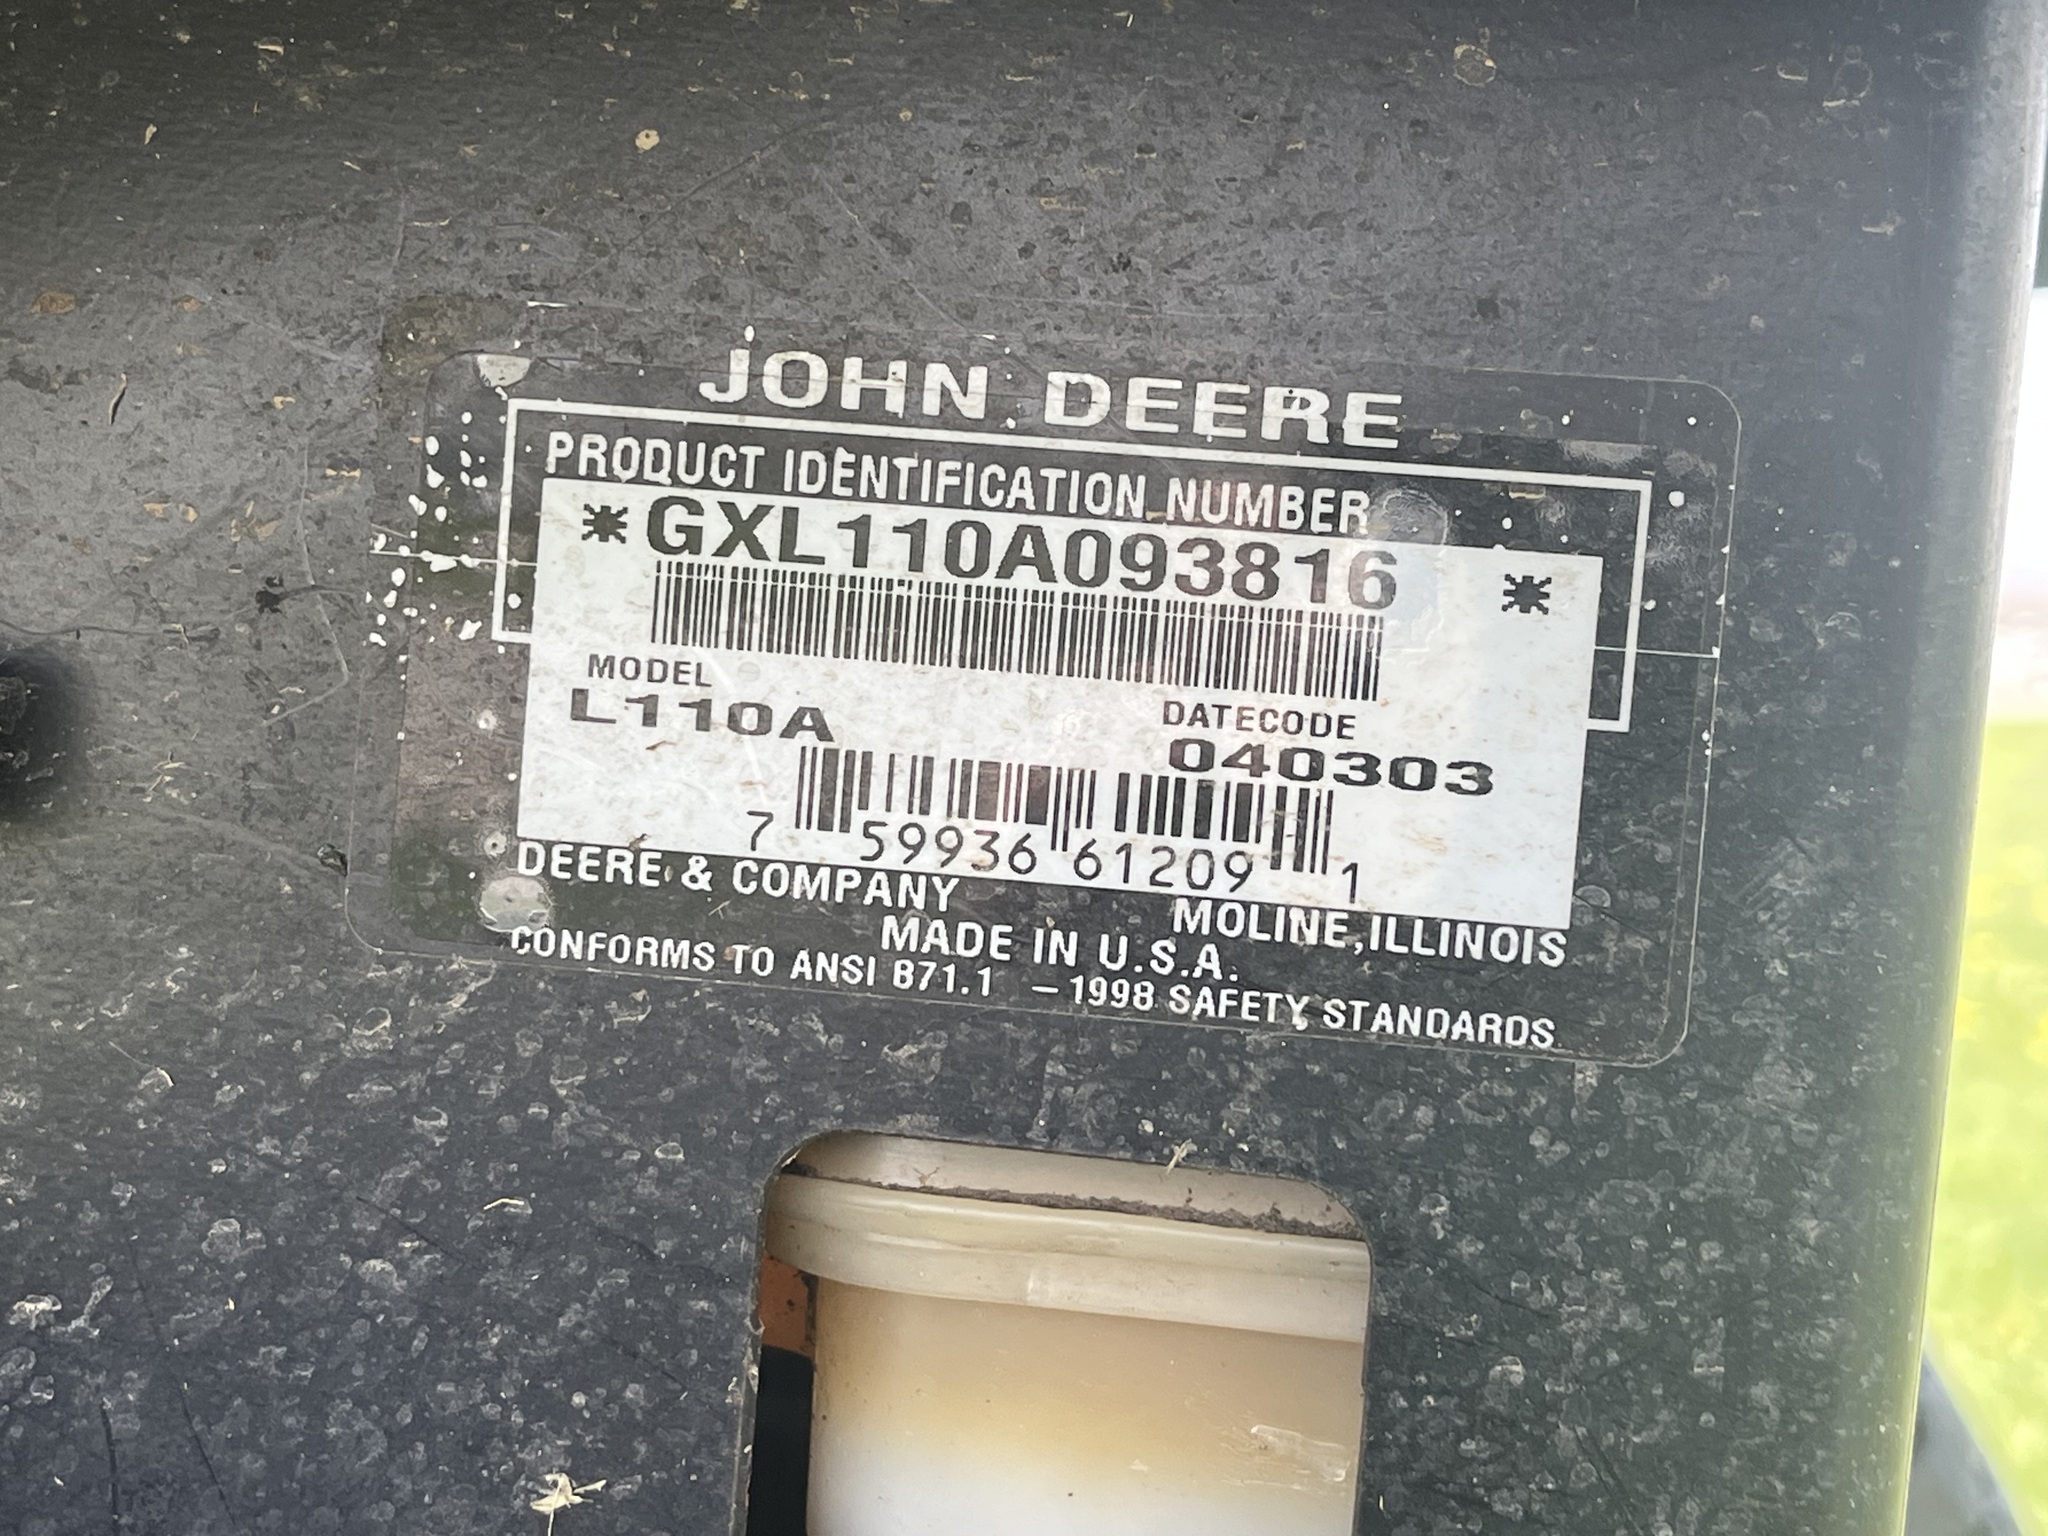 JOHN DEERE
PRODUCT IDENTIFICATION NUMBER
*GXL110A093816 *
MODEL
L110A
DATECODE
040303
7 59936 61209 1
DEERE & COMPANY
MOLINE, ILLINOIS
MADE IN U.S.A.
CONFORMS TO ANSI B71.1 –1998 SAFETY STANDARDS